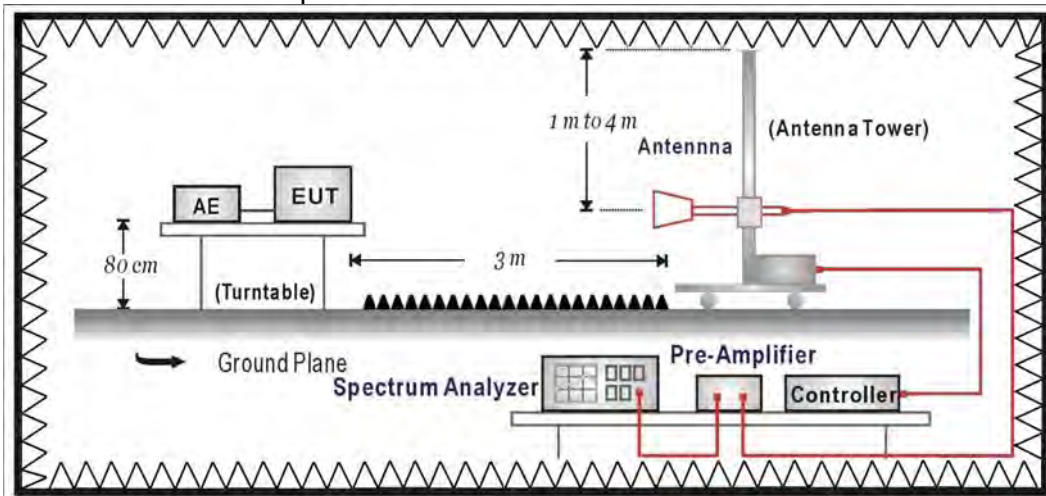 1 m to 4 m
(Antenna Tower)
Antennna
EUT
AE
80 cm
3 m
(Turntable)
Ground Plane
Pre-Amplifier
Spectrum Analyzer
Controller